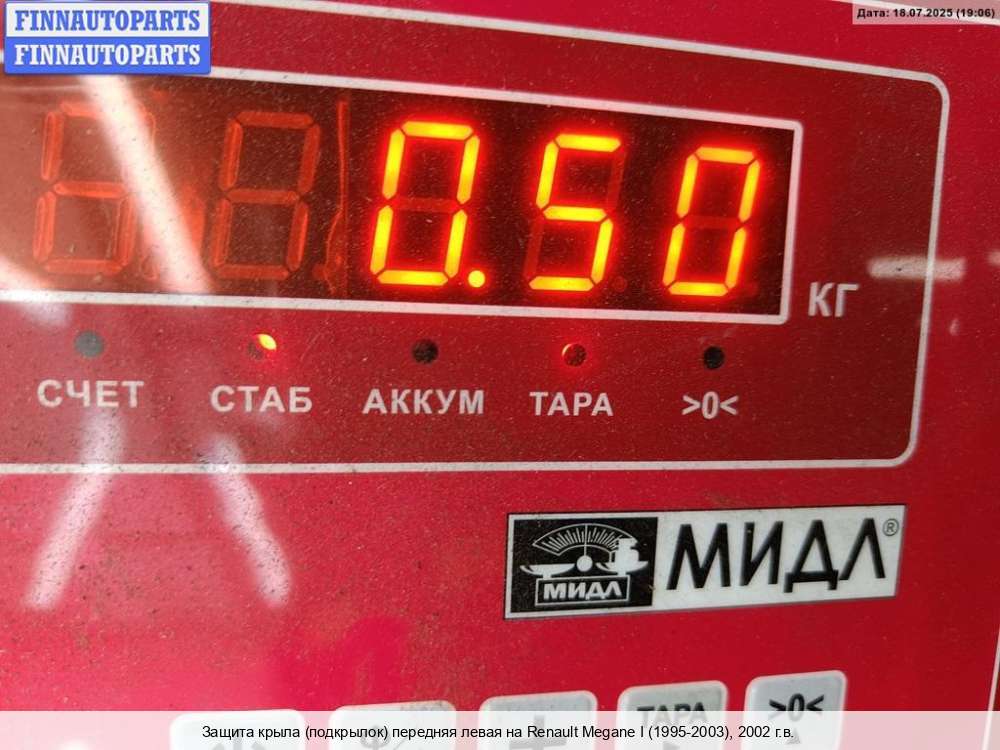 FINNAUTOPARTS
FINNAUTOPARTS
Дата: 18.07.2025 (19:06)
0.50
КГ
СЧЕТ СТАБ АККУМ ТАРА >0<
МИДЛ МИДЛ®
ТАРА >0<
Защита крыла (подкрылок) передняя левая на Renault Megane I (1995-2003), 2002 г.в.